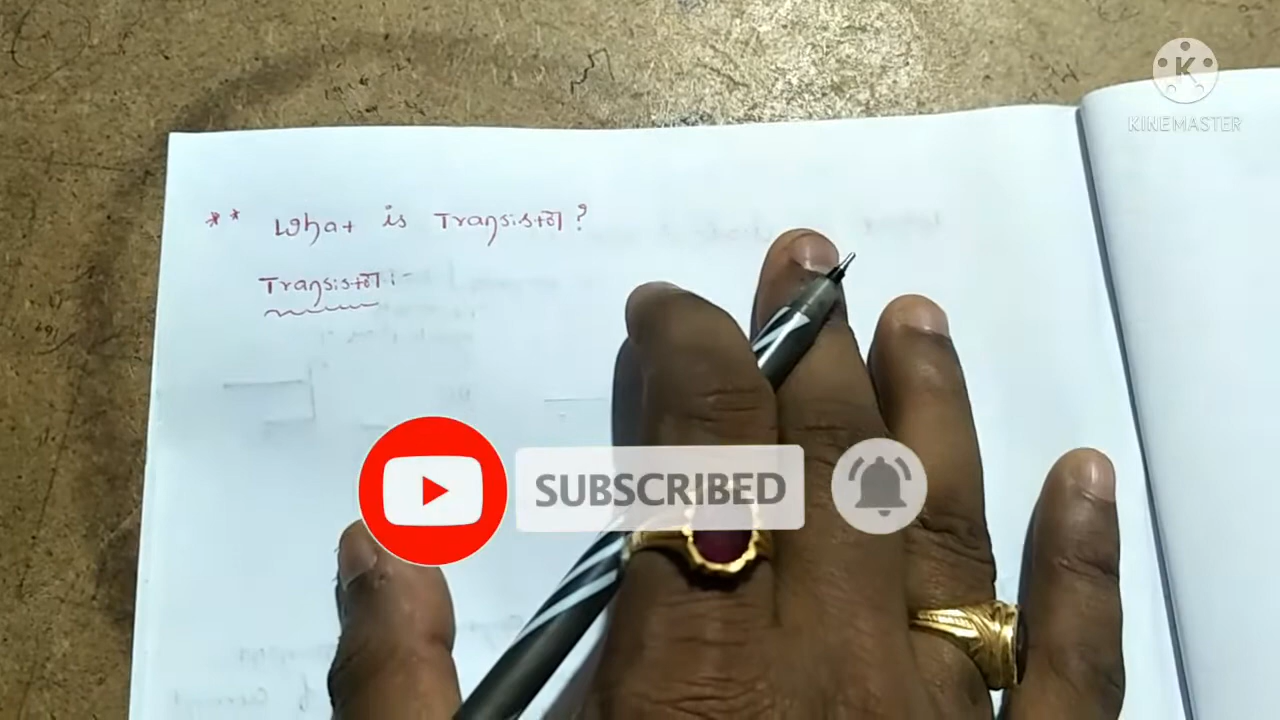 KINEMASTER
** What is Transistor?
Transistor:-
SUBSCRIBED